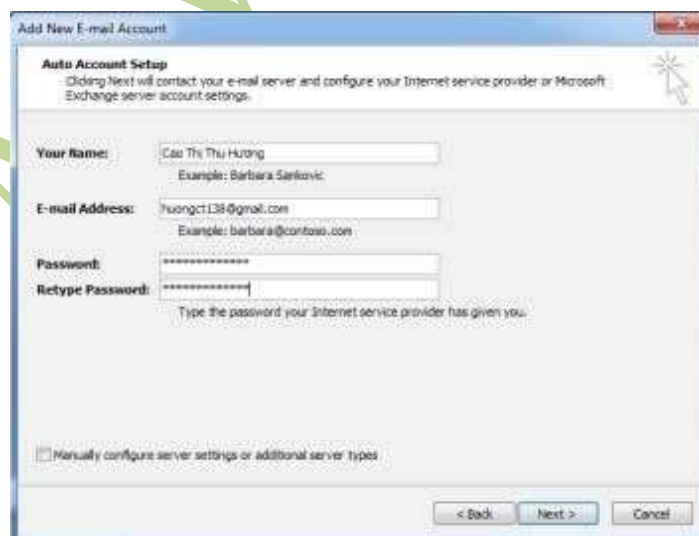 Add New E-mail Account
Auto Account Setup
Clicking Next will contact your e-mail server and configure your Internet service provider or Microsoft
Exchange server account settings.
Your Name:
Cao Thi Thu Huong
Example: Barbara Sankovic
E-mail Address:
huongct138@gmail.com
Example: barbara@contoso.com
Password:
*************
Retype Password:
*************
Type the password your Internet service provider has given you.
Manually configure server settings or additional server types
< Back
Next >
Cancel